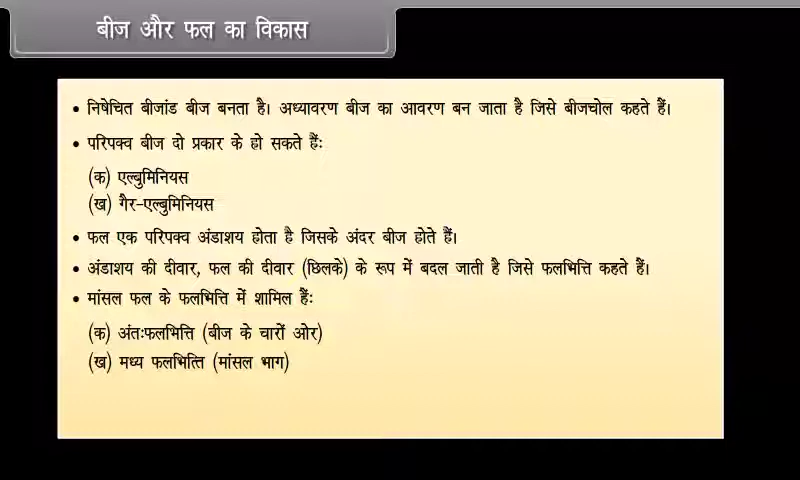 बीज और फल का विकास
• निषेचित बीजांड बीज बनता है। अध्यावरण बीज का आवरण बन जाता है जिसे बीजचोल कहते हैं।
• परिपक्व बीज दो प्रकार के हो सकते हैंः
(क) एल्बुमिनियस
(ख) गैर-एल्बुमिनियस
• फल एक परिपक्व अंडाशय होता है जिसके अंदर बीज होते हैं।
• अंडाशय की दीवार, फल की दीवार (छिलके) के रूप में बदल जाती है जिसे फलभित्ति कहते हैं।
• मांसल फल के फलभित्ति में शामिल हैंः
(क) अंतःफलभित्ति (बीज के चारों ओर)
(ख) मध्य फलभित्ति (मांसल भाग)